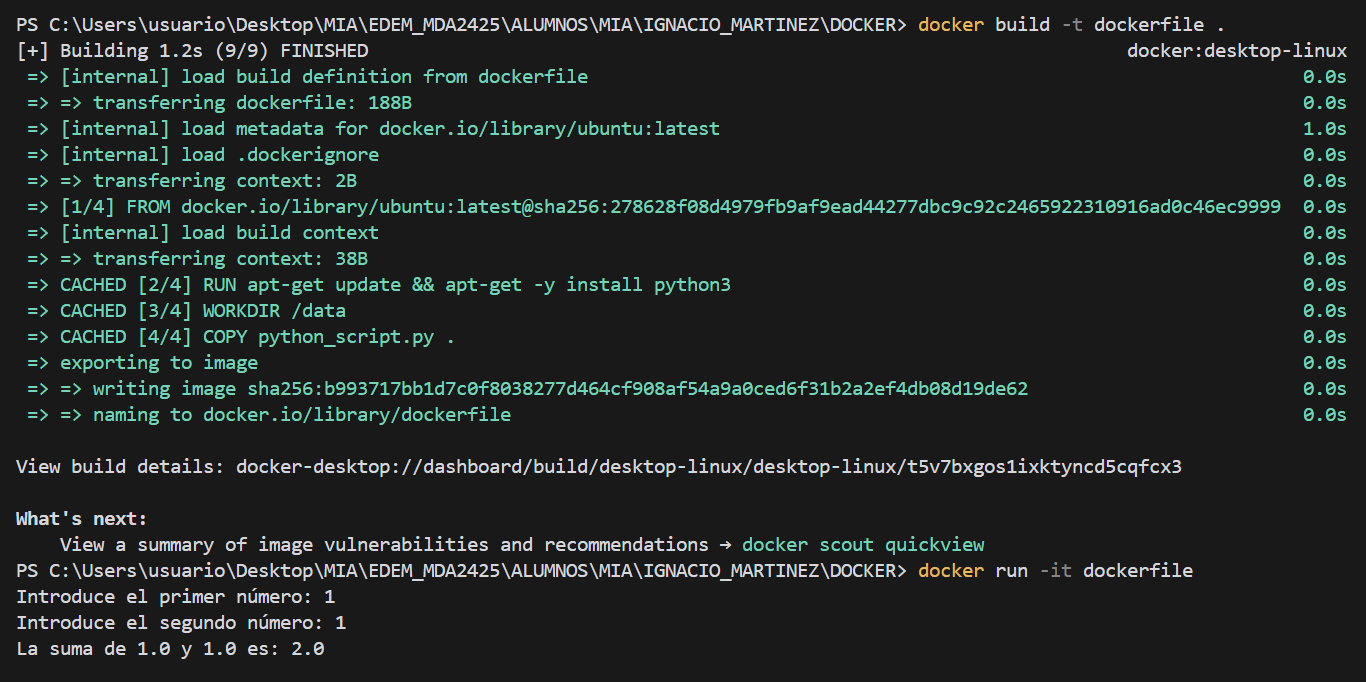 PS C:\Users\usuario\Desktop\MIA\EDEM_MDA2425\ALUMNOS\MIA\IGNACIO_MARTINEZ\DOCKER> docker build -t dockerfile .
[+] Building 1.2s (9/9) FINISHED docker:desktop-linux
=> [internal] load build definition from dockerfile 0.0s
=> => transferring dockerfile: 188B 0.0s
=> [internal] load metadata for docker.io/library/ubuntu:latest 1.0s
=> [internal] load .dockerignore 0.0s
=> => transferring context: 2B 0.0s
=> [1/4] FROM docker.io/library/ubuntu:latest@sha256:278628f08d4979fb9af9ead44277dbc9c92c2465922310916ad0c46ec9999 0.0s
=> [internal] load build context 0.0s
=> => transferring context: 38B 0.0s
=> CACHED [2/4] RUN apt-get update && apt-get -y install python3 0.0s
=> CACHED [3/4] WORKDIR /data 0.0s
=> CACHED [4/4] COPY python_script.py . 0.0s
=> exporting to image 0.0s
=> => writing image sha256:b993717bb1d7c0f8038277d464cf908af54a9a0ced6f31b2a2ef4db08d19de62 0.0s
=> => naming to docker.io/library/dockerfile 0.0s
View build details: docker-desktop://dashboard/build/desktop-linux/desktop-linux/t5v7bxgos1ixktyncd5cqfcx3
What's next:
View a summary of image vulnerabilities and recommendations → docker scout quickview
PS C:\Users\usuario\Desktop\MIA\EDEM_MDA2425\ALUMNOS\MIA\IGNACIO_MARTINEZ\DOCKER> docker run -it dockerfile
Introduce el primer número: 1
Introduce el segundo número: 1
La suma de 1.0 y 1.0 es: 2.0